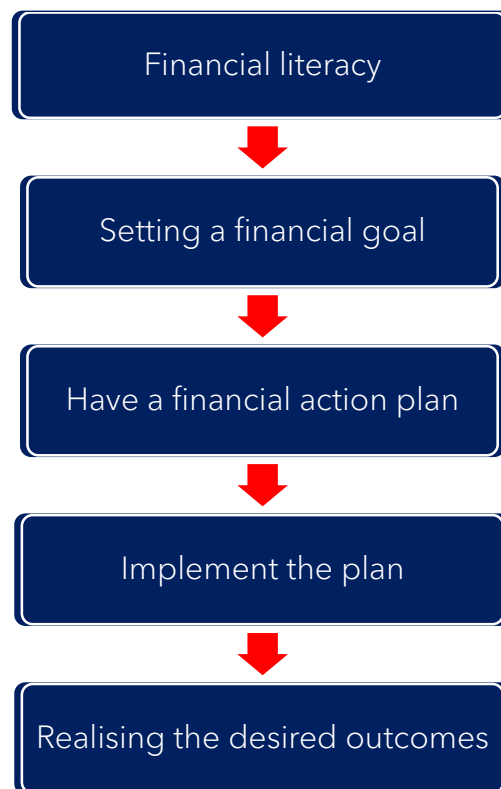 Financial literacy
Setting a financial goal
Have a financial action plan
Implement the plan
Realising the desired outcomes